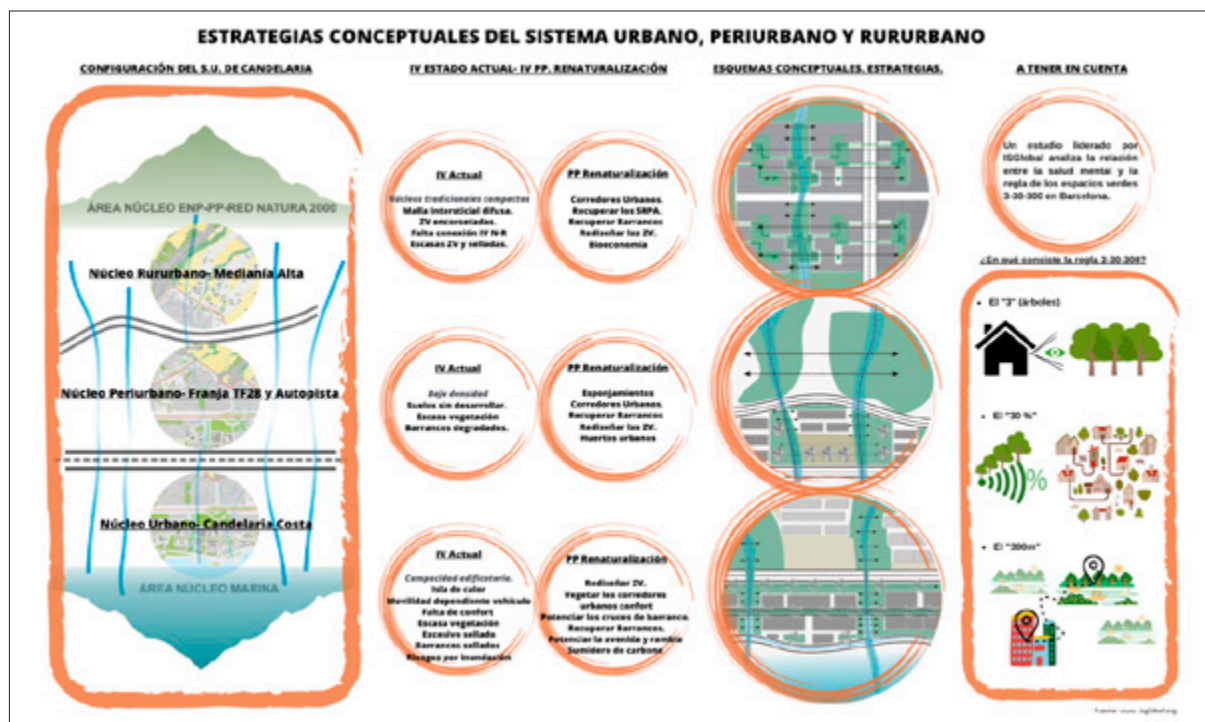 ESTRATEGIAS CONCEPTUALES DEL SISTEMA URBANO, PERIURBANO Y RURURBANO
CONFIGURACIÓN DEL S.U. DE CANDELARIA
ÁREA NÚCLEO ENP-PP-RED NATURA 2000
Núcleo Rururbano- Medianía Alta
Núcleo Periurbano- Franja TF28 y Autopista
Núcleo Urbano- Candelaria Costa
ÁREA NÚCLEO MARINA
IV ESTADO ACTUAL- IV PP. RENATURALIZACIÓN
IV Actual
Núcleos tradicionales compactos
Malla intersticial difusa.
ZV encorsetados.
Falta conexión IV N-R
Escasas ZV y selladas.
PP Renaturalización
Corredores Urbanos.
Recuperar los SRPA.
Recuperar Barrancos
Rediseñar las ZV.
Bioeconomía
IV Actual
Baja densidad
Suelos sin desarrollar.
Escasa vegetación
Barrancos degradados.
PP Renaturalización
Esponjamientos
Corredores Urbanos.
Recuperar Barrancos
Rediseñar las ZV.
Huertos urbanos
IV Actual
Compacidad edificatoria.
Isla de calor
Movilidad dependiente vehículo
Falta de confort
Escasa vegetación
Excesivo sellado
Barrancos sellados
Riesgos por inundación
PP Renaturalización
Rediseñar ZV.
Vegetar los corredores
urbanos confort
Potenciar los cruces de barranco.
Recuperar Barrancos.
Potenciar la avenida y rambla
Sumidero de carbono
ESQUEMAS CONCEPTUALES. ESTRATEGIAS.
A TENER EN CUENTA
Un estudio liderado por
ISGlobal analiza la relación
entre la salud mental y la
regla de los espacios verdes
3-30-300 en Barcelona.
¿En qué consiste la regla 3-30-300?
• El "3" (árboles)
• El "30 %"
%
• El "300m"
Fuente: www.isglobal.org